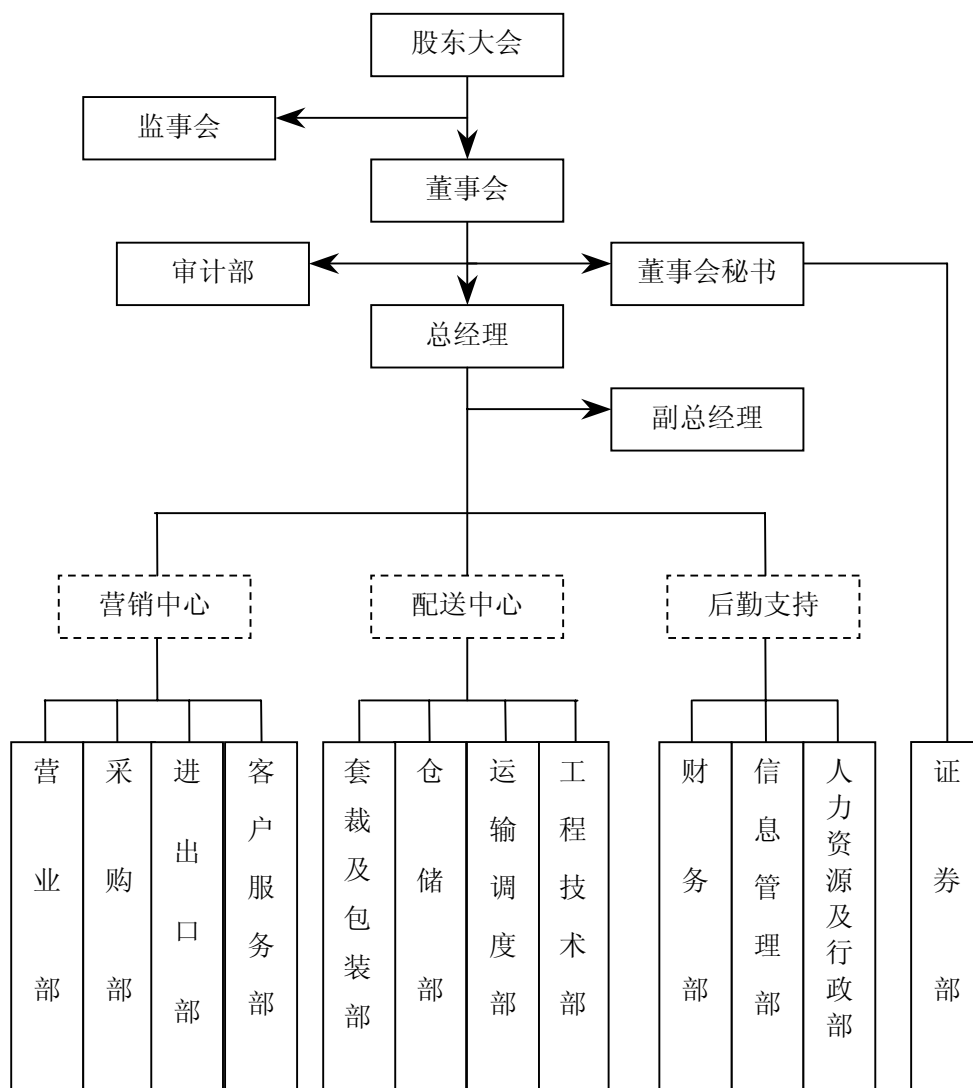 股东大会
监事会
董事会
审计部
董事会秘书
总经理
副总经理
营销中心
配送中心
后勤支持
营业部
采购部
进出口部
客户服务部
套裁及包装部
仓储部
运输调度部
工程技术部
财务部
信息管理部
人力资源及行政部
证券部